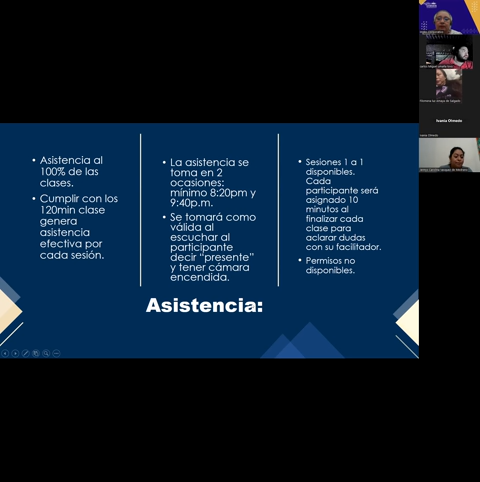 • Asistencia al
100% de las
clases.
• Cumplir con los
120min clase
genera
asistencia
efectiva por
cada sesión.
• La asistencia se
toma en 2
ocasiones:
mínimo 8:20pm y
9:40p.m.
• Se tomará como
válida al
escuchar al
participante
decir “presente”
y tener cámara
encendida.
• Sesiones 1 a 1
disponibles.
Cada
participante será
asignado 10
minutos al
finalizar cada
clase para
aclarar dudas
con su facilitador.
• Permisos no
disponibles.
Asistencia:
Irania Olmedo